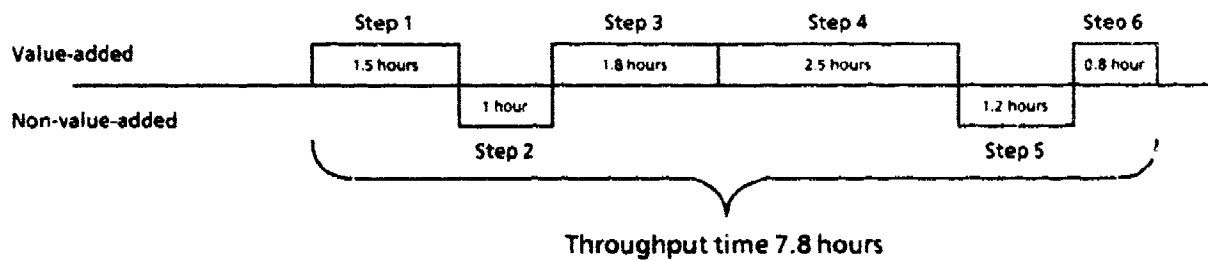 Step 1 Step 3 Step 4 Steo 6
Value-added
1.5 hours 1.8 hours 2.5 hours 0.8 hour
1 hour 1.2 hours
Non-value-added
Step 2 Step 5
Throughput time 7.8 hours